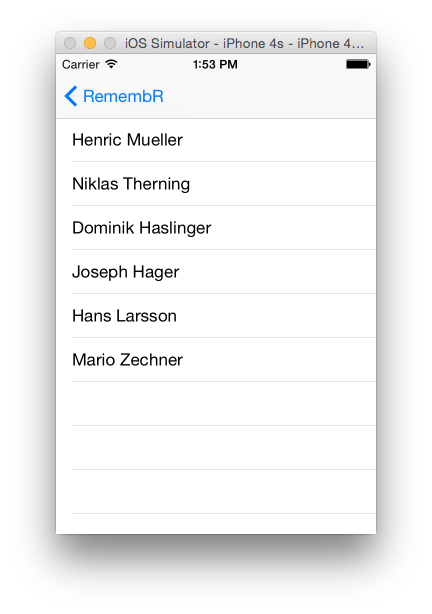 iOS Simulator - iPhone 4s - iPhone 4...
Carrier 1:53 PM
RemembR
Henric Mueller
Niklas Therning
Dominik Haslinger
Joseph Hager
Hans Larsson
Mario Zechner